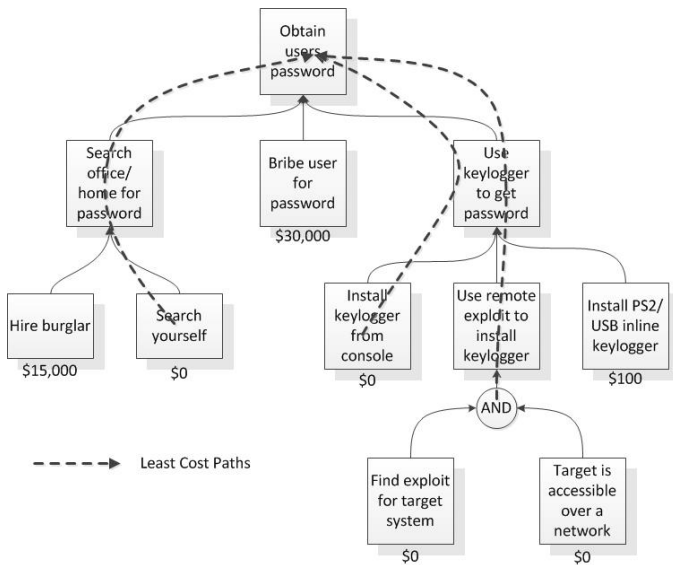 Obtain
users
password
Search
office/
home for
password
Bribe user
for
password
$30,000
Use
keylogger
to get
password
Hire burglar
$15,000
Search
yourself
$0
Install
keylogger
from
console
$0
Use remote
exploit to
install
keylogger
Install PS2/
USB inline
keylogger
$100
AND
Least Cost Paths
Find exploit
for target
system
$0
Target is
accessible
over a
network
$0